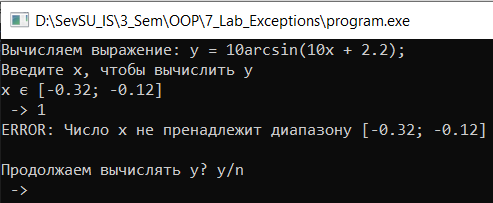 D:\SevSU_IS\3_Sem\OOP\7_Lab_Exceptions\program.exe
Вычисляем выражение: y = 10arcsin(10x + 2.2);
Введите x, чтобы вычислить y
x є [-0.32; -0.12]
-> 1
ERROR: Число x не пренадлежит диапазону [-0.32; -0.12]
Продолжаем вычислять y? y/n
->